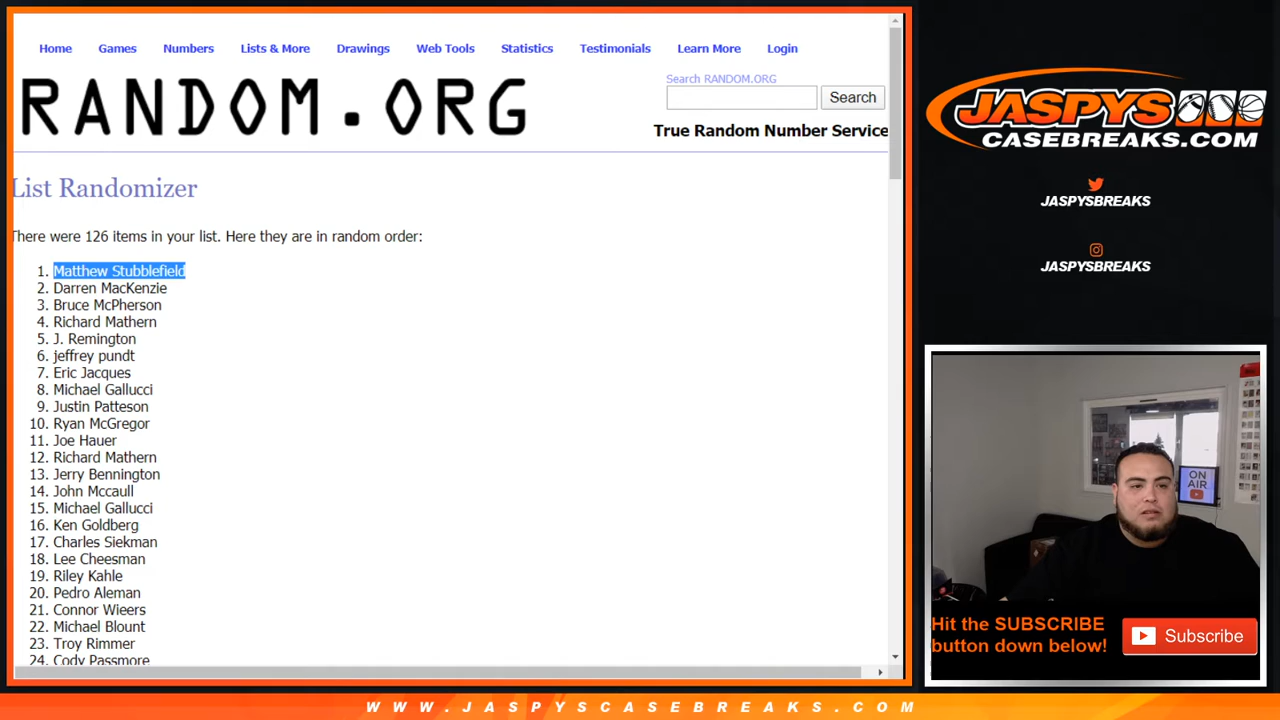 Home Games Numbers Lists & More Drawings Web Tools Statistics Testimonials Learn More Login
RANDOM.ORG
Search RANDOM.ORG
Search
True Random Number Service
List Randomizer
There were 126 items in your list. Here they are in random order:
1. Matthew Stubblefield
2. Darren MacKenzie
3. Bruce McPherson
4. Richard Mathern
5. J. Remington
6. jeffrey pundt
7. Eric Jacques
8. Michael Gallucci
9. Justin Patteson
10. Ryan McGregor
11. Joe Hauer
12. Richard Mathern
13. Jerry Bennington
14. John Mccaull
15. Michael Gallucci
16. Ken Goldberg
17. Charles Siekman
18. Lee Cheesman
19. Riley Kahle
20. Pedro Aleman
21. Connor Wieers
22. Michael Blount
23. Troy Rimmer
24. Cody Passmore
JASPYS
CASEBREAKS.COM
JASPYSBREAKS
JASPYSBREAKS
ON
AIR
Hit the SUBSCRIBE
button down below!
Subscribe
WWW.JASPYSCASEBREAKS.COM